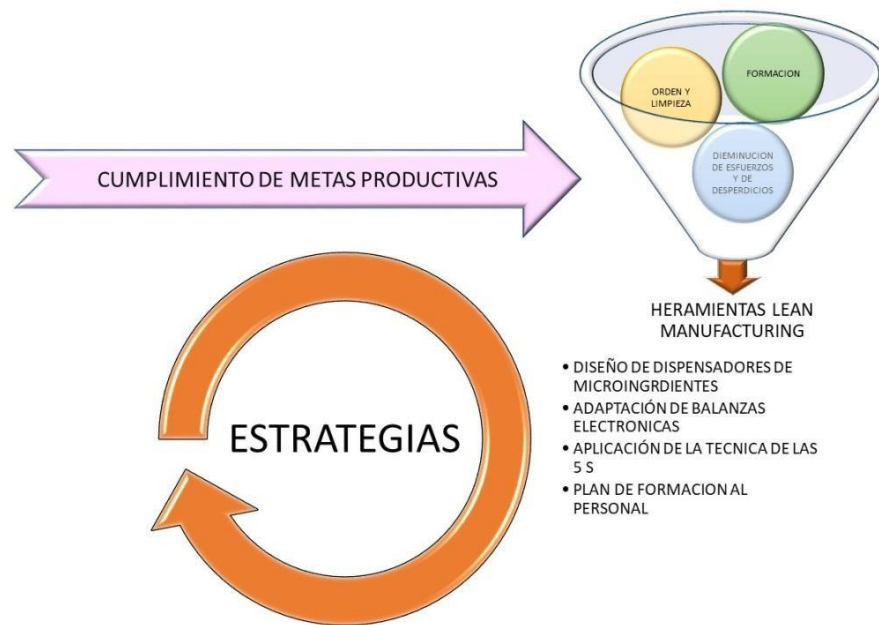 ORDEN Y
LIMPIEZA
FORMACION
DIEMINUCION
DE ESFUERZOS
Y DE
DESPERDICIOS
CUMPLIMIENTO DE METAS PRODUCTIVAS
HERAMIENTAS LEAN
MANUFACTURING
• DISEÑO DE DISPENSADORES DE
MICROINGRDIENTES
• ADAPTACIÓN DE BALANZAS
ELECTRONICAS
• APLICACIÓN DE LA TECNICA DE LAS
5 S
• PLAN DE FORMACION AL
PERSONAL
ESTRATEGIAS